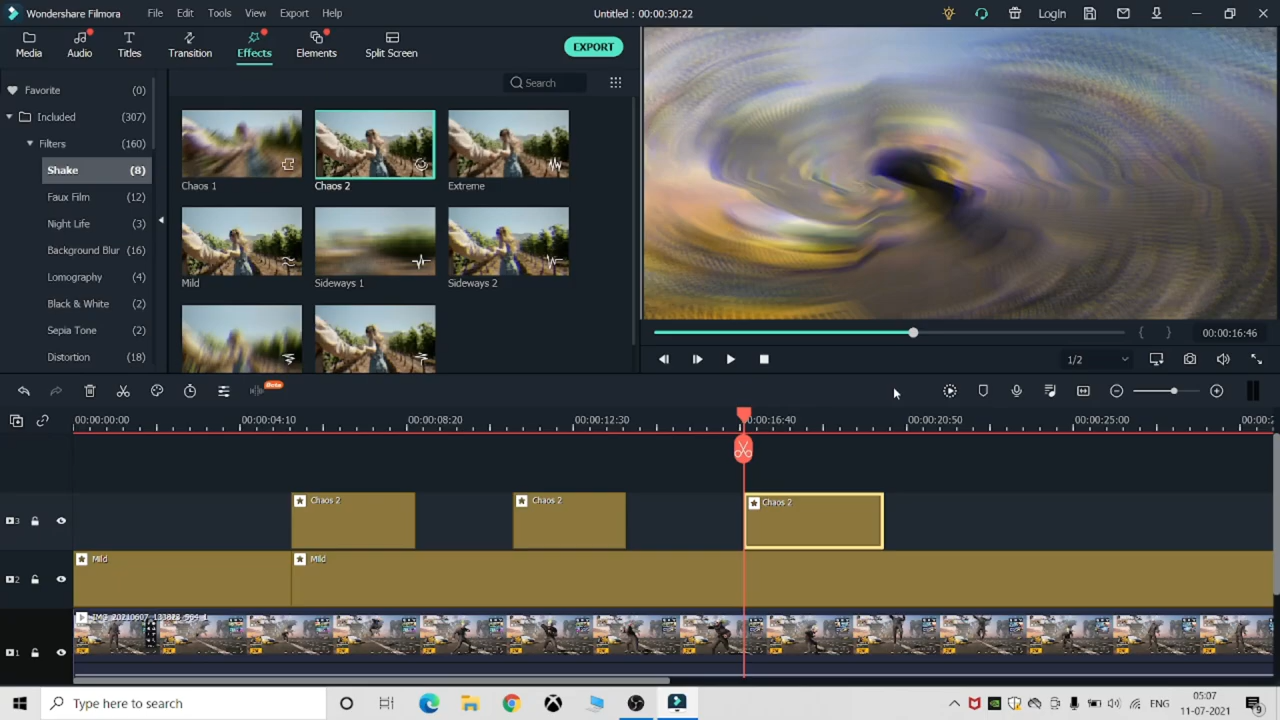 Wondershare Filmora File Edit Tools View Export Help Untitled : 00:00:30:22 Login
Media Audio Titles Transition Effects Elements Split Screen EXPORT
Favorite (0) Search
Included (307)
Filters (160)
Shake (8)
Faux Film (12)
Night Life (3)
Background Blur (16)
Lomography (4)
Black & White (2)
Sepia Tone (2)
Distortion (18)
Chaos 1 Chaos 2 Extreme
Mild Sideways 1 Sideways 2
{ } 00:00:16:46
1/2
Beta
00:00:00:00 00:00:04:10 00:00:08:20 00:00:12:30 00:00:16:40 00:00:20:50 00:00:25:00
3 Chaos 2 Chaos 2 Chaos 2
2 Mild Mild
1
Type here to search ENG 05:07
11-07-2021 9